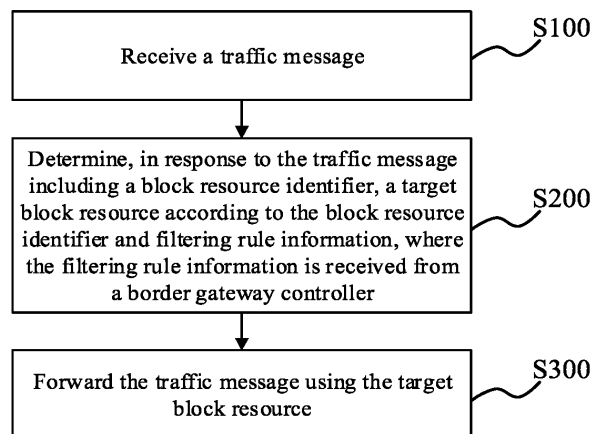 Receive a traffic message
S100
Determine, in response to the traffic message
including a block resource identifier, a target
block resource according to the block resource
identifier and filtering rule information, where
the filtering rule information is received from
a border gateway controller
S200
Forward the traffic message using the target
block resource
S300